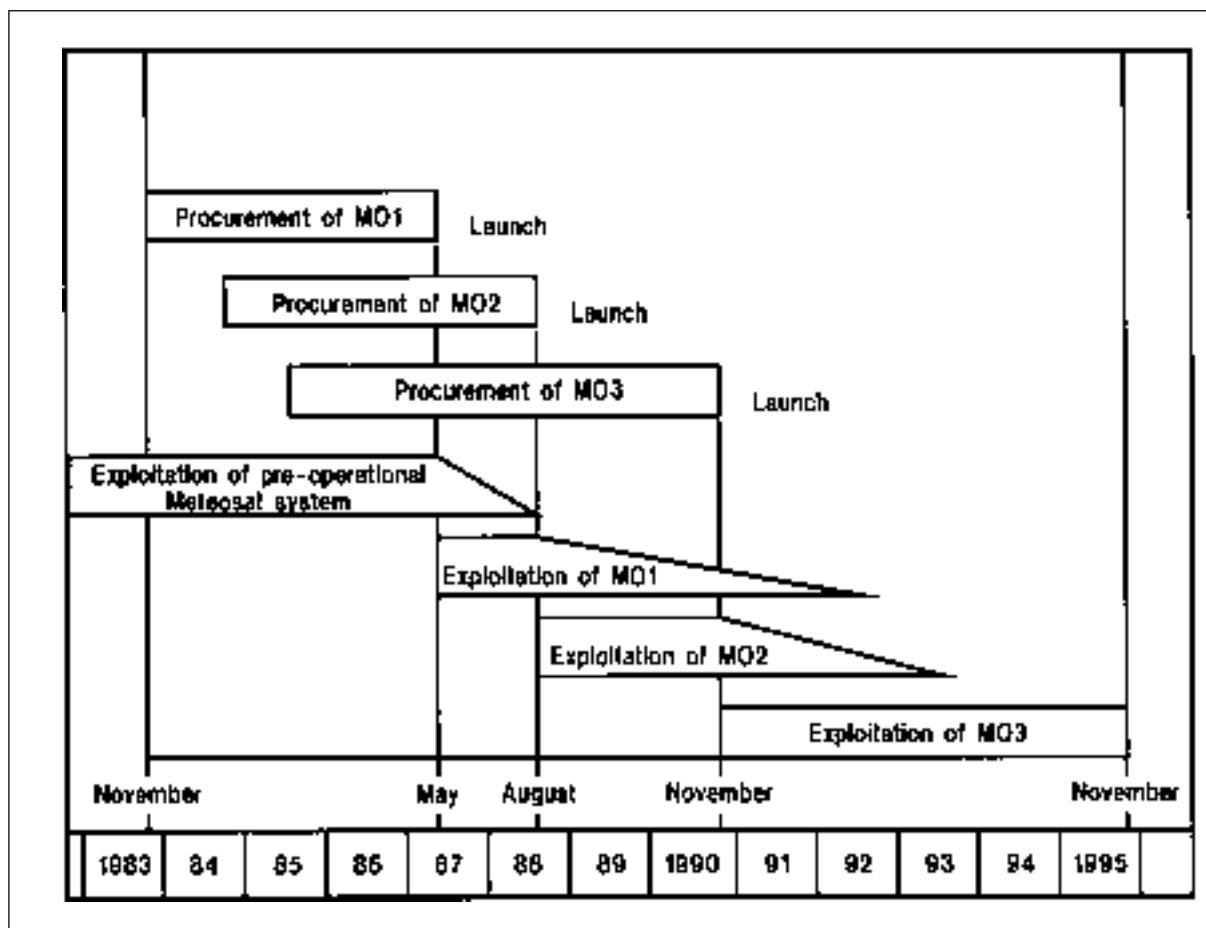 Procurement of MO1
Launch
Procurement of MO2
Launch
Procurement of MO3
Launch
Exploitation of pre-operational
Meteosat system
Exploitation of MO1
Exploitation of MO2
Exploitation of MO3
November May August November November
1983 84 85 86 87 88 89 1990 91 92 93 94 1995